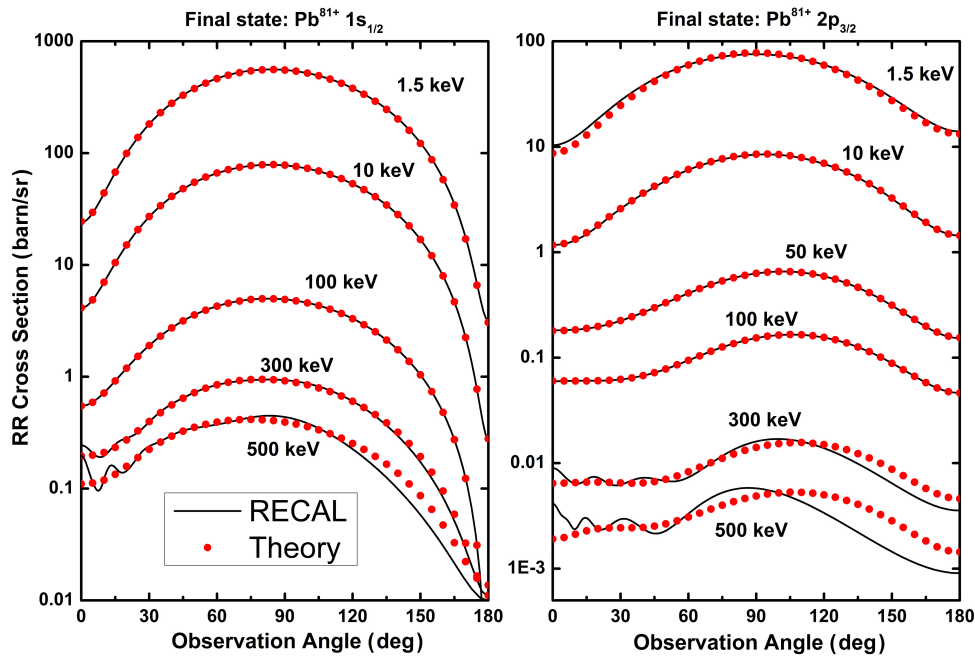 Final state: Pb81+ 1s1/2
1000
100
10
1
0.1
0.01
RR Cross Section (barn/sr)
1.5 keV
10 keV
100 keV
300 keV
500 keV
RECAL
Theory
0 30 60 90 120 150 180
Observation Angle (deg)
Final state: Pb81+ 2p3/2
100
10
1
0.1
0.01
1E-3
1.5 keV
10 keV
50 keV
100 keV
300 keV
500 keV
0 30 60 90 120 150 180
Observation Angle (deg)